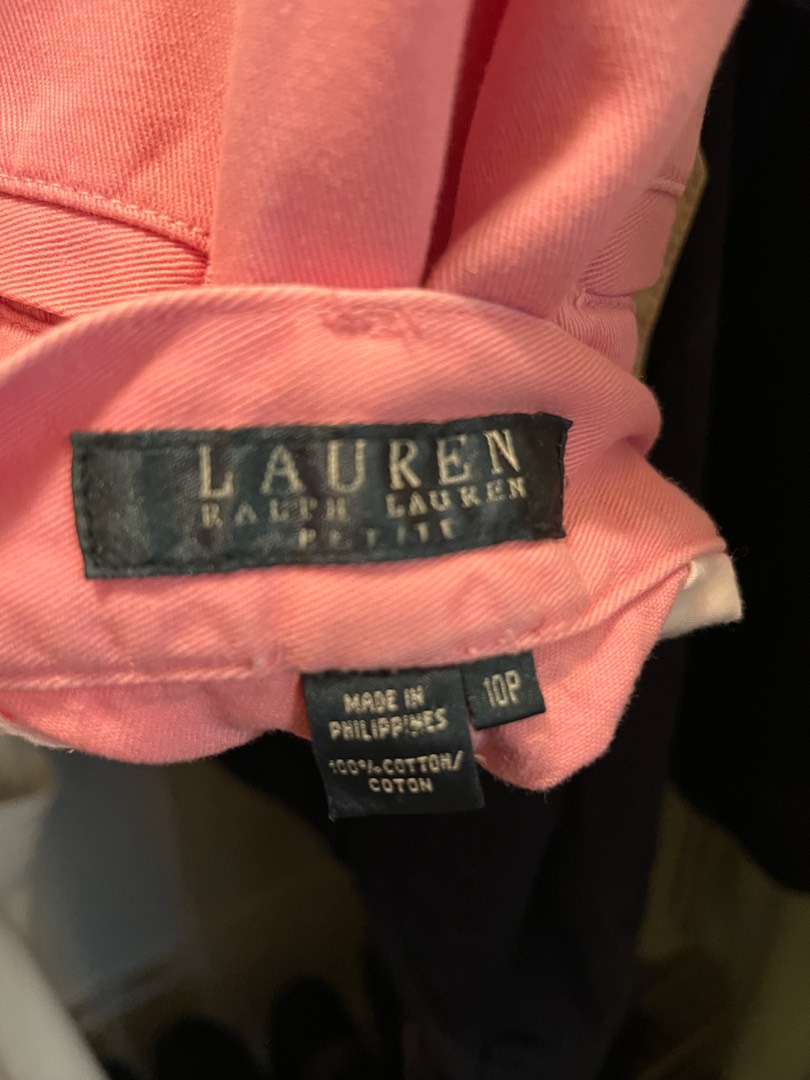 LAUREN
RALPH LAUREN
PETITE
10P
MADE IN
PHILIPPINES
100% COTTON/
COTON